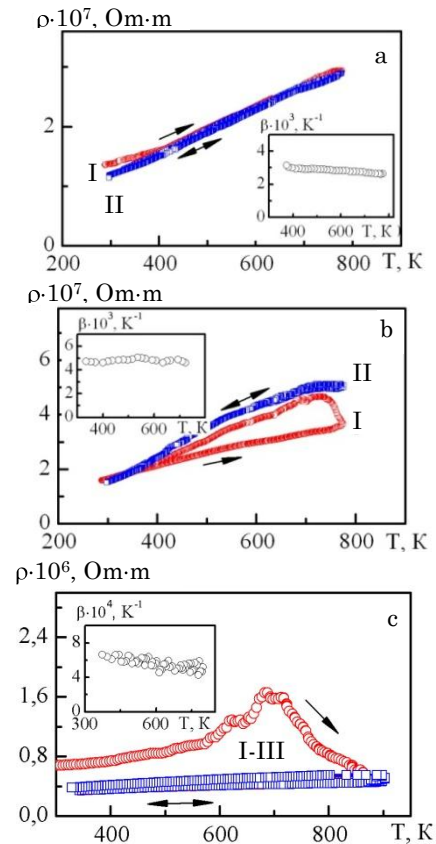 ρ·10⁷, Om·m
a
2
I
II
0
β·10³, K⁻¹
4
2
0
400 600 T, K
200 400 600 800
T, K
ρ·10⁷, Om·m
b
β·10³, K⁻¹
6
4
2
0
400 600 T, K
II
I
6
4
2
0
200 400 600 800 T, K
ρ·10⁶, Om·m
c
β·10⁴, K⁻¹
8
4
0
300 600 T, K
2,4
1,6
0,8
0,0
I-III
400 600 800 T, K